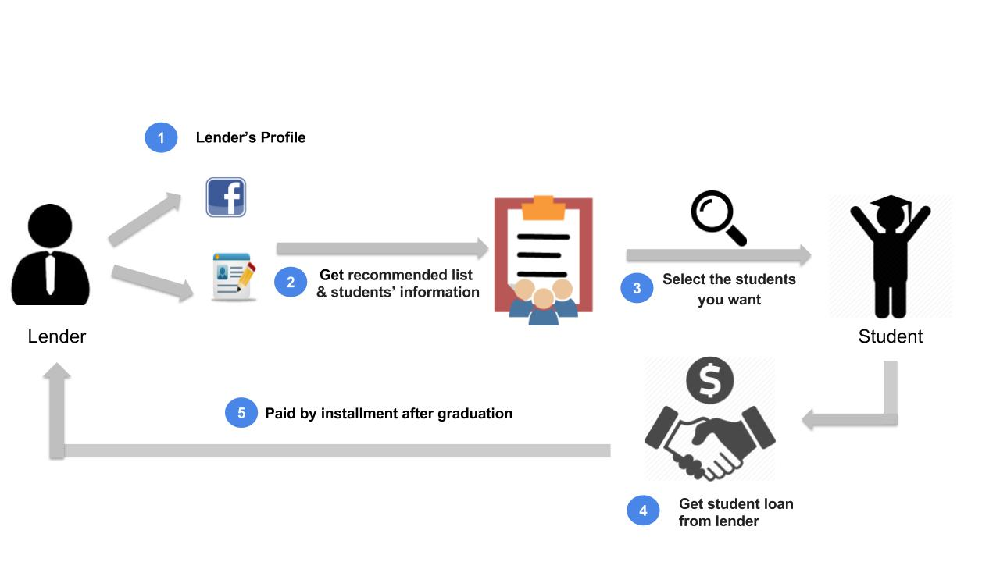 1
Lender’s Profile
f
2
Get recommended list
& students’ information
3
Select the students
you want
Lender
Student
$
5
Paid by installment after graduation
4
Get student loan
from lender